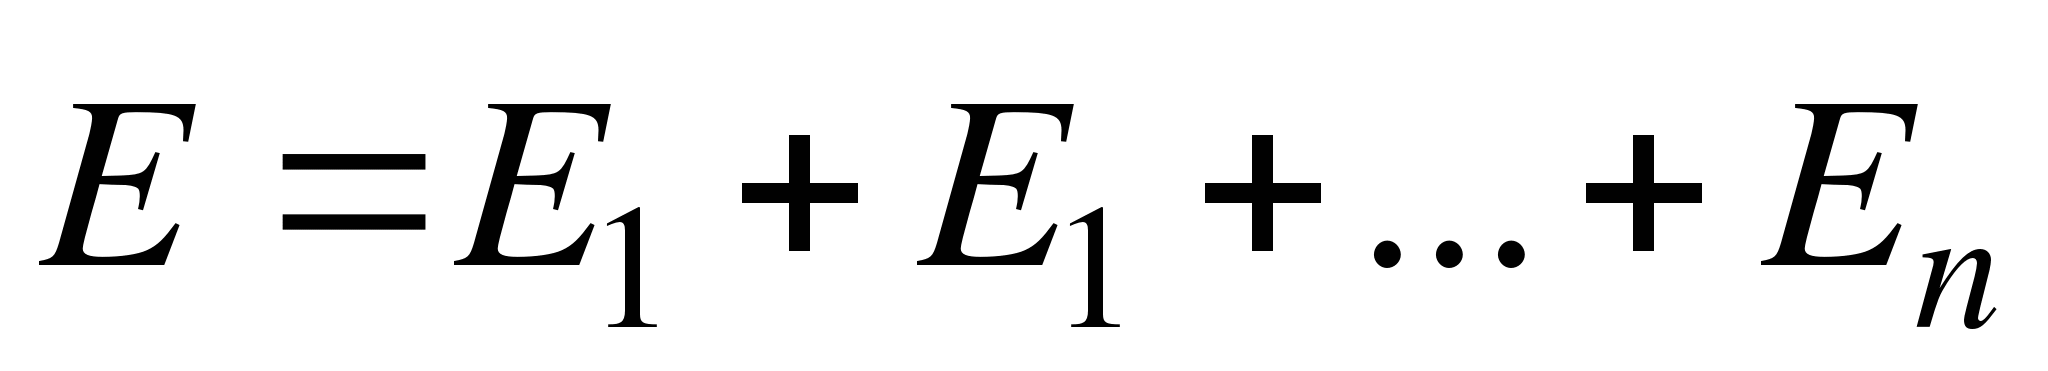 E = E₁ + E₁ + ... + Eₙ